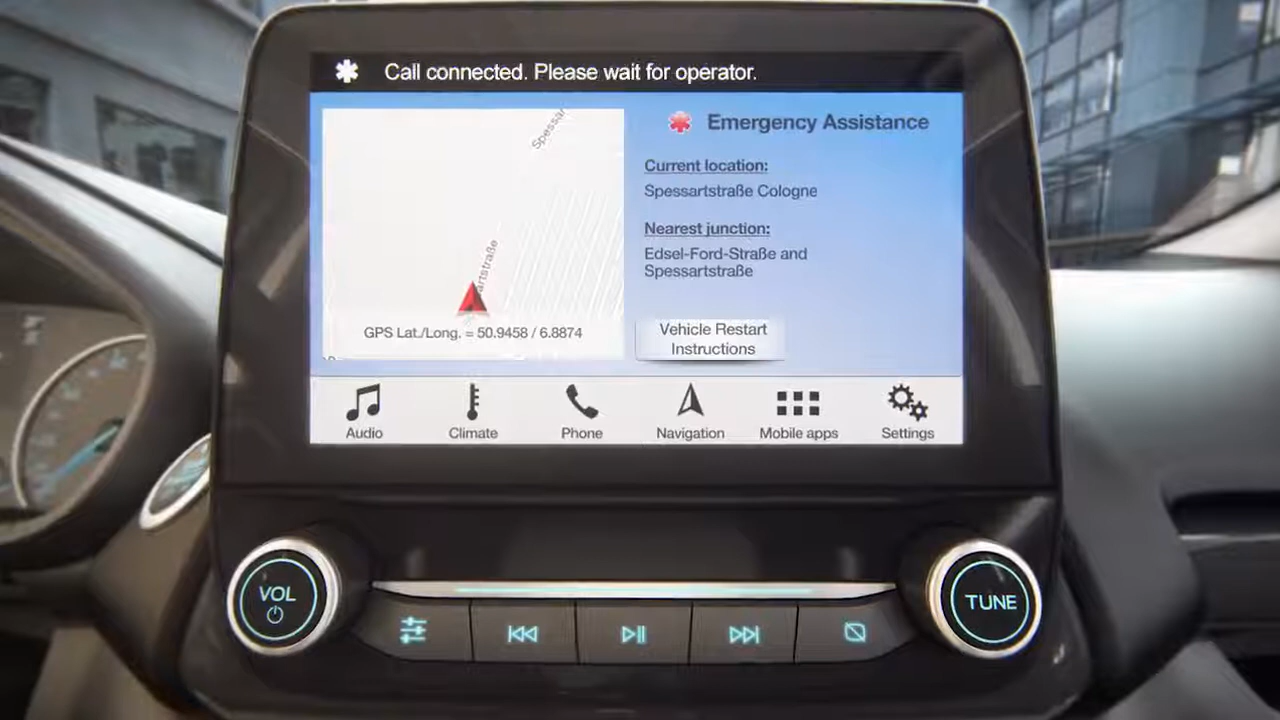 Call connected. Please wait for operator.
Spessar
artstraße
GPS Lat./Long. = 50.9458 / 6.8874
Emergency Assistance
Current location:
Spessartstraße Cologne
Nearest junction:
Edsel-Ford-Straße and
Spessartstraße
Vehicle Restart
Instructions
Audio
Climate
Phone
Navigation
Mobile apps
Settings
VOL
TUNE